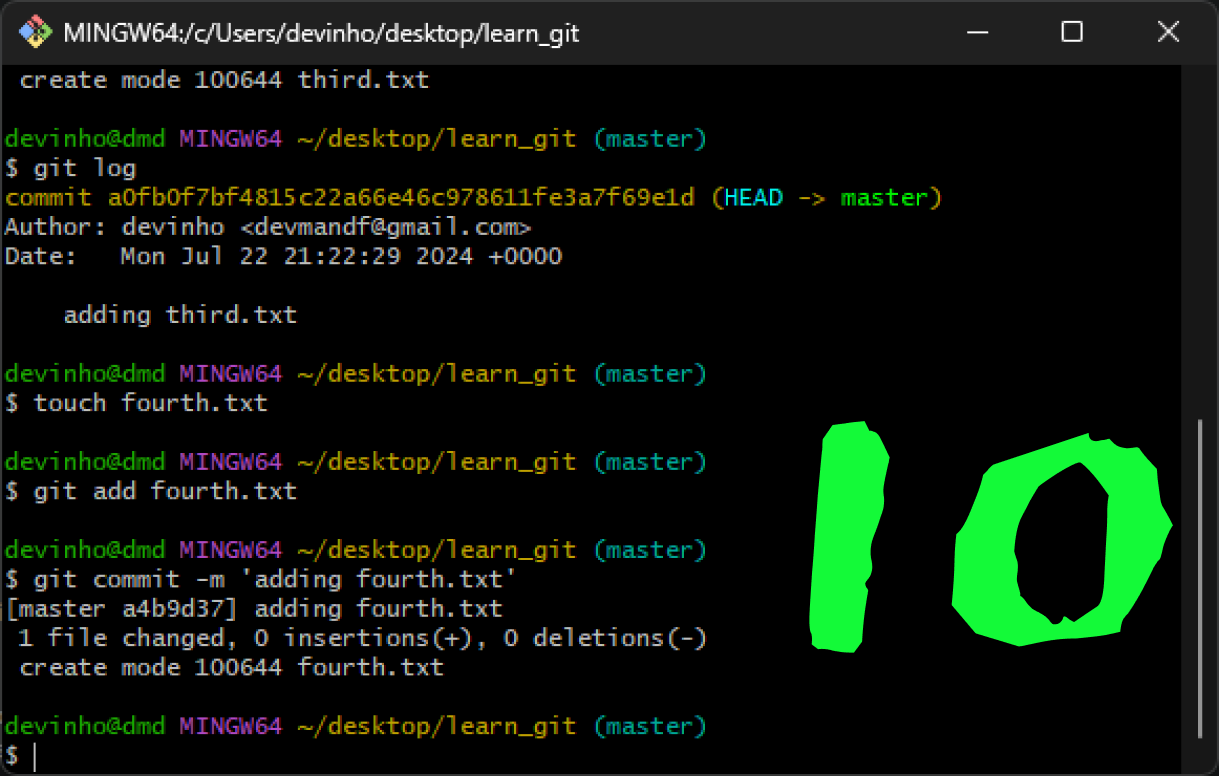 MINGW64:/c/Users/devinho/desktop/learn_git
create mode 100644 third.txt
devinho@dmd MINGW64 ~/desktop/learn_git (master)
$ git log
commit a0fb0f7bf4815c22a66e46c978611fe3a7f69e1d (HEAD -> master)
Author: devinho <devmandf@gmail.com>
Date:   Mon Jul 22 21:22:29 2024 +0000
adding third.txt
devinho@dmd MINGW64 ~/desktop/learn_git (master)
$ touch fourth.txt
devinho@dmd MINGW64 ~/desktop/learn_git (master)
$ git add fourth.txt
devinho@dmd MINGW64 ~/desktop/learn_git (master)
$ git commit -m 'adding fourth.txt'
[master a4b9d37] adding fourth.txt
1 file changed, 0 insertions(+), 0 deletions(-)
create mode 100644 fourth.txt
devinho@dmd MINGW64 ~/desktop/learn_git (master)
$
10